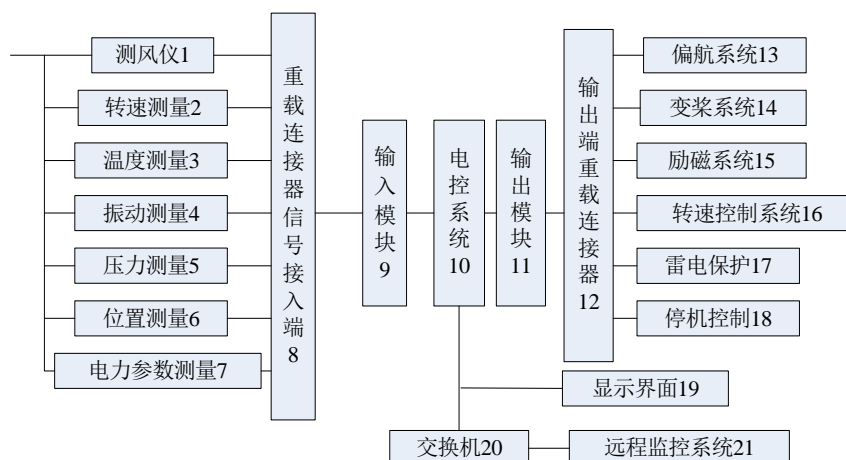 测风仪1
转速测量2
温度测量3
振动测量4
压力测量5
位置测量6
电力参数测量7
重载连接器信号接入端8
输入模块9
电控系统10
输出模块11
输出端重载连接器12
偏航系统13
变桨系统14
励磁系统15
转速控制系统16
雷电保护17
停机控制18
显示界面19
交换机20
远程监控系统21